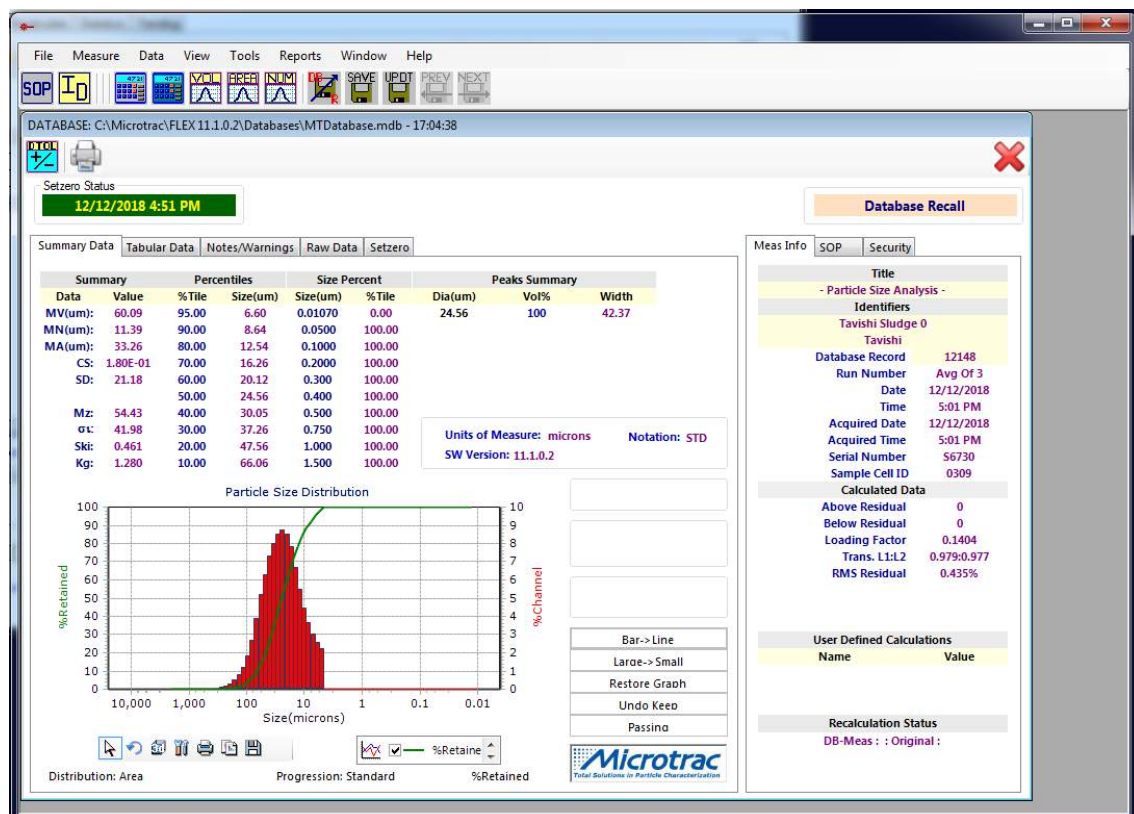 File Measure Data View Tools Reports Window Help
SOP ID 4721 4721 VOL AREA NUM DB R SAVE UPDT PREV NEXT
DATABASE: C:\Microtrac\FLEX 11.1.0.2\Databases\MTDatabase.mdb - 17:04:38
DTOL +/-
Setzero Status
12/12/2018 4:51 PM
Database Recall
Summary Data Tabular Data Notes/Warnings Raw Data Setzero
Summary Percentiles Size Percent Peaks Summary
Data Value %Tile Size(um) Size(um) %Tile Dia(um) Vol% Width
MV(um): 60.09 95.00 6.60 0.01070 0.00 24.56 100 42.37
MN(um): 11.39 90.00 8.64 0.0500 100.00
MA(um): 33.26 80.00 12.54 0.1000 100.00
CS: 1.80E-01 70.00 16.26 0.2000 100.00
SD: 21.18 60.00 20.12 0.300 100.00
50.00 24.56 0.400 100.00
Mz: 54.43 40.00 30.05 0.500 100.00
σι: 41.98 30.00 37.26 0.750 100.00
Ski: 0.461 20.00 47.56 1.000 100.00
Kg: 1.280 10.00 66.06 1.500 100.00
Units of Measure: microns Notation: STD
SW Version: 11.1.0.2
Particle Size Distribution
%Retained
100
90
80
70
60
50
40
30
20
10
0
10
9
8
7
6
5
4
3
2
1
0
%Channel
10,000 1,000 100 10 1 0.1 0.01
Size(microns)
%Retaine
Distribution: Area Progression: Standard %Retained
Bar->Line
Large->Small
Restore Graph
Undo Keep
Passing
Microtrac
Total Solutions in Particle Characterization
Meas Info SOP Security
Title
- Particle Size Analysis -
Identifiers
Tavishi Sludge 0
Tavishi
Database Record 12148
Run Number Avg Of 3
Date 12/12/2018
Time 5:01 PM
Acquired Date 12/12/2018
Acquired Time 5:01 PM
Serial Number S6730
Sample Cell ID 0309
Calculated Data
Above Residual 0
Below Residual 0
Loading Factor 0.1404
Trans. L1:L2 0.979:0.977
RMS Residual 0.435%
User Defined Calculations
Name Value
Recalculation Status
DB-Meas : : Original :